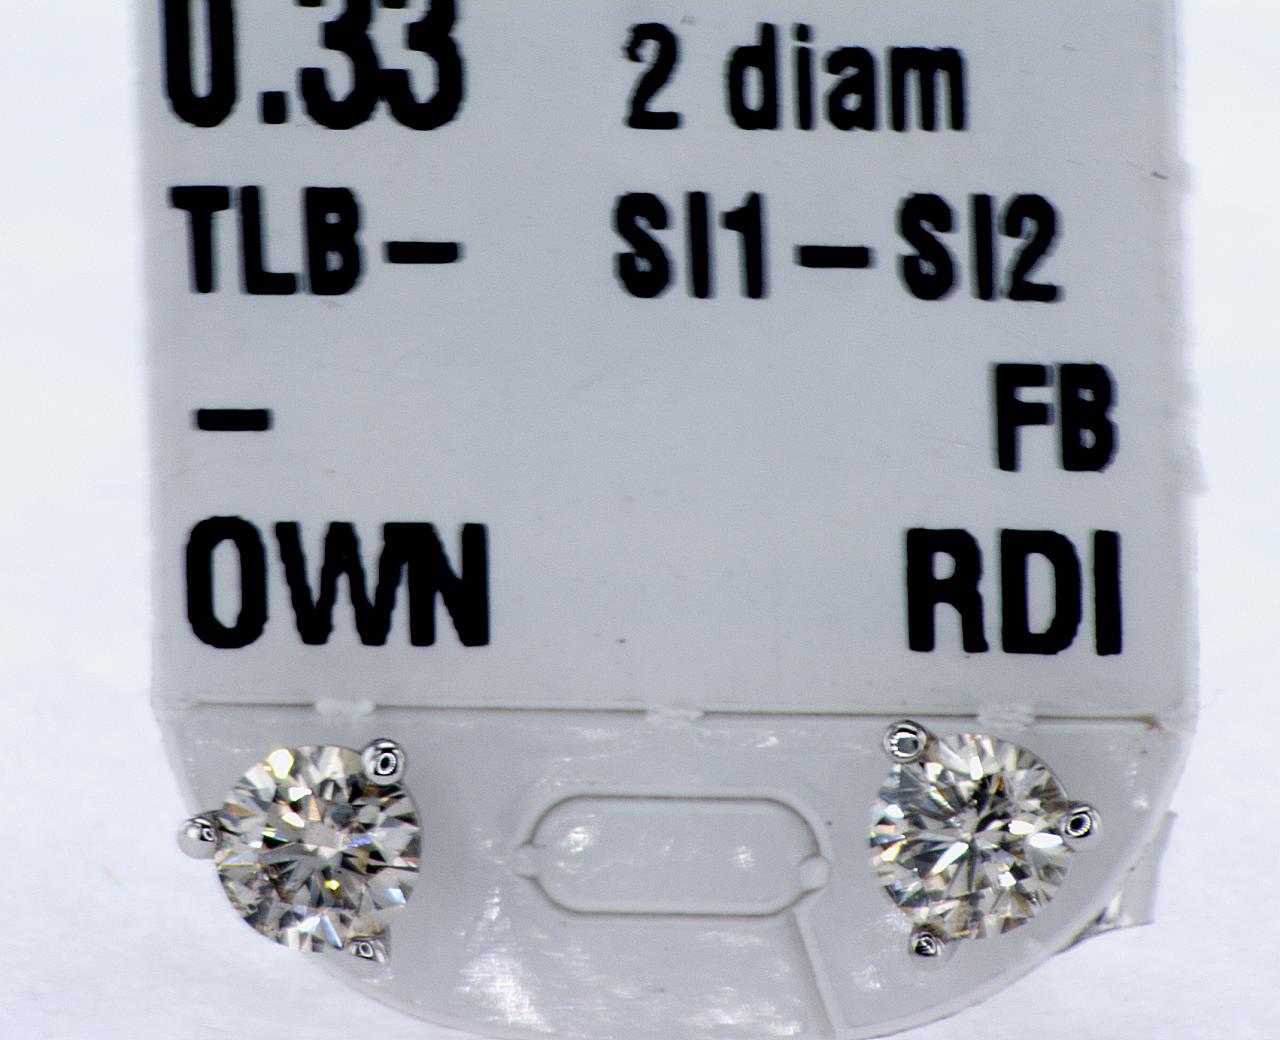 0.33 2 diam
TLB- SI1-SI2
- FB
OWN RDI